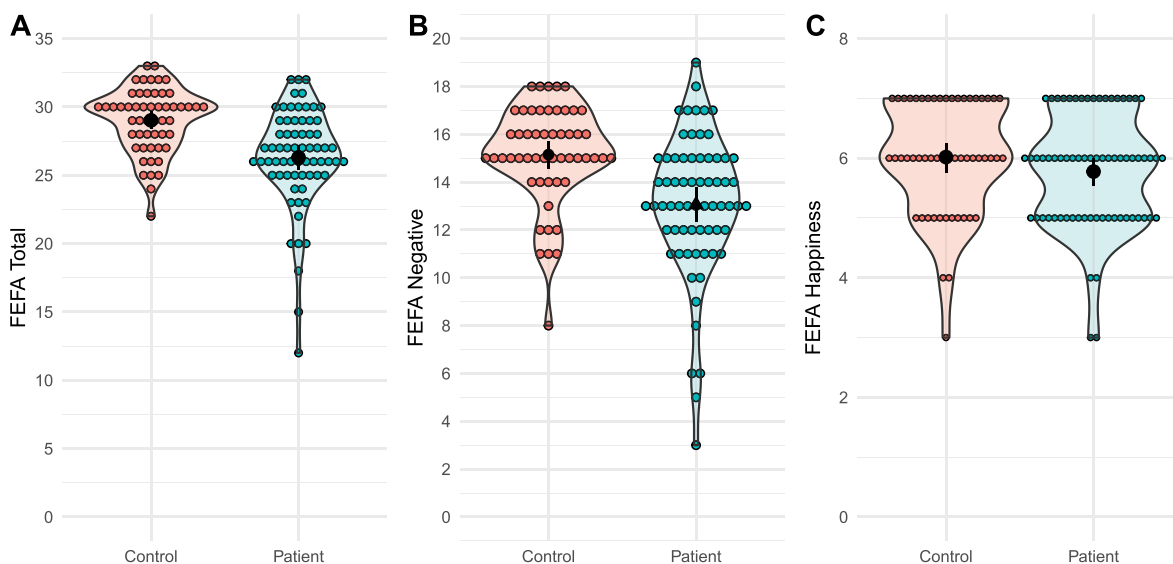 A
FEFA Total
35
30
25
20
15
10
5
0
Control
Patient
B
FEFA Negative
20
18
16
14
12
10
8
6
4
2
0
Control
Patient
C
FEFA Happiness
8
6
4
2
0
Control
Patient